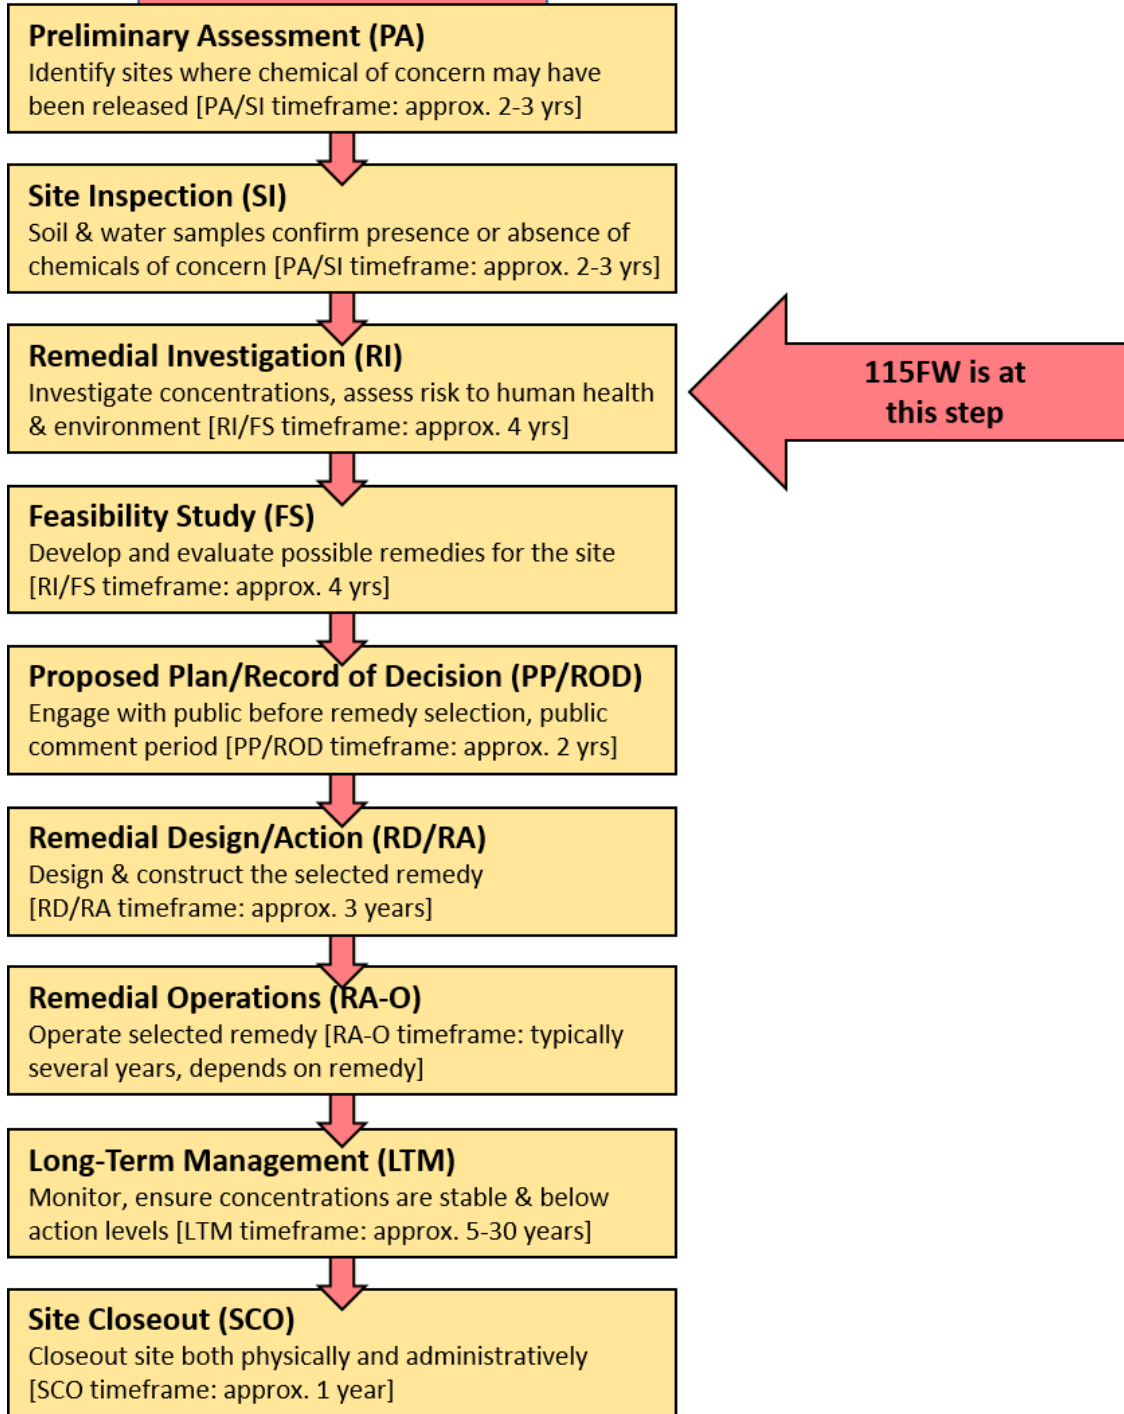 Preliminary Assessment (PA)
Identify sites where chemical of concern may have
been released [PA/SI timeframe: approx. 2-3 yrs]
Site Inspection (SI)
Soil & water samples confirm presence or absence of
chemicals of concern [PA/SI timeframe: approx. 2-3 yrs]
Remedial Investigation (RI)
Investigate concentrations, assess risk to human health
& environment [RI/FS timeframe: approx. 4 yrs]
115FW is at
this step
Feasibility Study (FS)
Develop and evaluate possible remedies for the site
[RI/FS timeframe: approx. 4 yrs]
Proposed Plan/Record of Decision (PP/ROD)
Engage with public before remedy selection, public
comment period [PP/ROD timeframe: approx. 2 yrs]
Remedial Design/Action (RD/RA)
Design & construct the selected remedy
[RD/RA timeframe: approx. 3 years]
Remedial Operations (RA-O)
Operate selected remedy [RA-O timeframe: typically
several years, depends on remedy]
Long-Term Management (LTM)
Monitor, ensure concentrations are stable & below
action levels [LTM timeframe: approx. 5-30 years]
Site Closeout (SCO)
Closeout site both physically and administratively
[SCO timeframe: approx. 1 year]